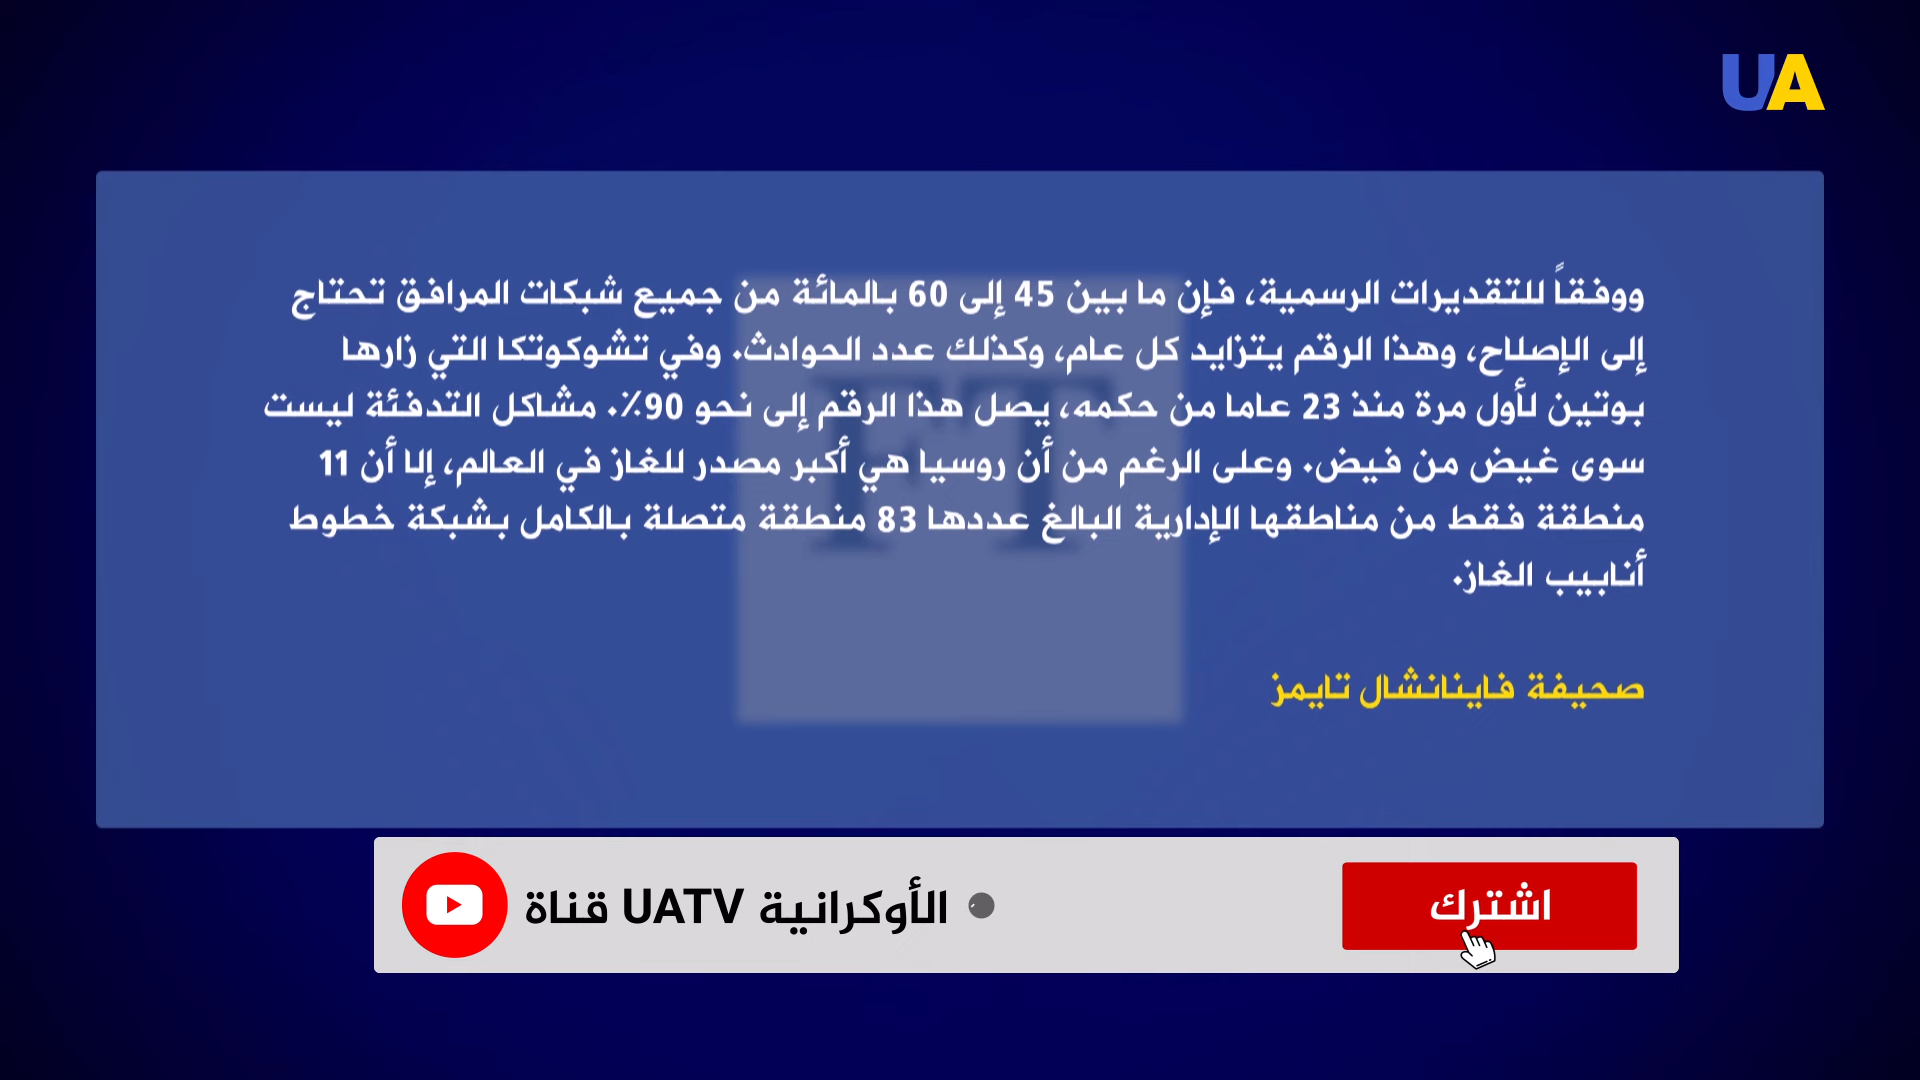 UA
ووفقاً للتقديرات الرسمية، فإن ما بين 45 إلى 60 بالمائة من جميع شبكات المرافق تحتاج
إلى الإصلاح، وهذا الرقم يتزايد كل عام، وكذلك عدد الحوادث. وفي تشوكوتكا التي زارها
بوتين لأول مرة منذ 23 عاما من حكمه، يصل هذا الرقم إلى نحو 90٪. مشاكل التدفئة ليست
سوى غيض من فيض. وعلى الرغم من أن روسيا هي أكبر مصدر للغاز في العالم، إلا أن 11
منطقة فقط من مناطقها الإدارية البالغ عددها 83 منطقة متصلة بالكامل بشبكة خطوط
أنابيب الغاز.
FT
صحيفة فاينانشال تايمز
الأوكرانية UATV قناة
اشترك